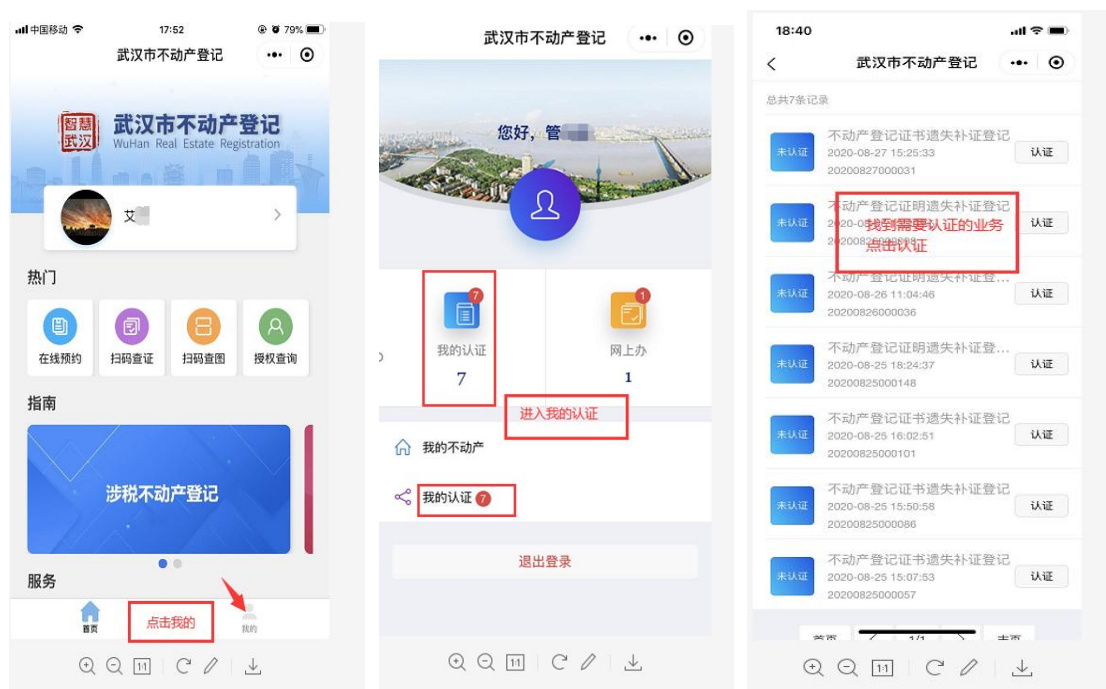 中国移动
17:52
79%
武汉市不动产登记
智慧
武汉
武汉市不动产登记
WuHan Real Estate Registration
艾
热门
在线预约
扫码查证
扫码查图
授权查询
指南
涉税不动产登记
服务
首页
点击我的
我的
1:1
武汉市不动产登记
您好，管
7
我的认证
7
1
网上办
1
进入我的认证
我的不动产
我的认证 7
退出登录
1:1
18:40
武汉市不动产登记
总共7条记录
未认证
不动产登记证书遗失补证登记
2020-08-27 15:25:33
20200827000031
认证
未认证
不动产登记证明遗失补证登记
认证
找到需要认证的业务
点击认证
未认证
不动产登记证明遗失补证登...
2020-08-26 11:04:46
20200826000036
认证
未认证
不动产登记证明遗失补证登...
2020-08-25 18:24:37
20200825000148
认证
未认证
不动产登记证书遗失补证登记
2020-08-25 16:02:51
20200825000101
认证
未认证
不动产登记证书遗失补证登记
2020-08-25 15:50:58
20200825000086
认证
未认证
不动产登记证书遗失补证登记
2020-08-25 15:07:53
20200825000057
认证
首页
1/1
末页
1:1